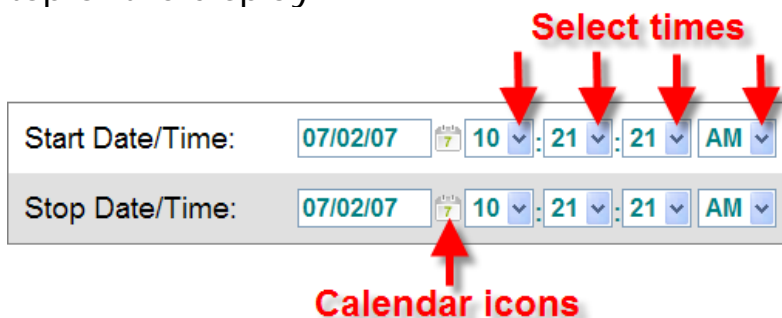 Select times
Start Date/Time: 07/02/07 7 10 : 21 : 21 AM
Stop Date/Time: 07/02/07 7 10 : 21 : 21 AM
Calendar icons